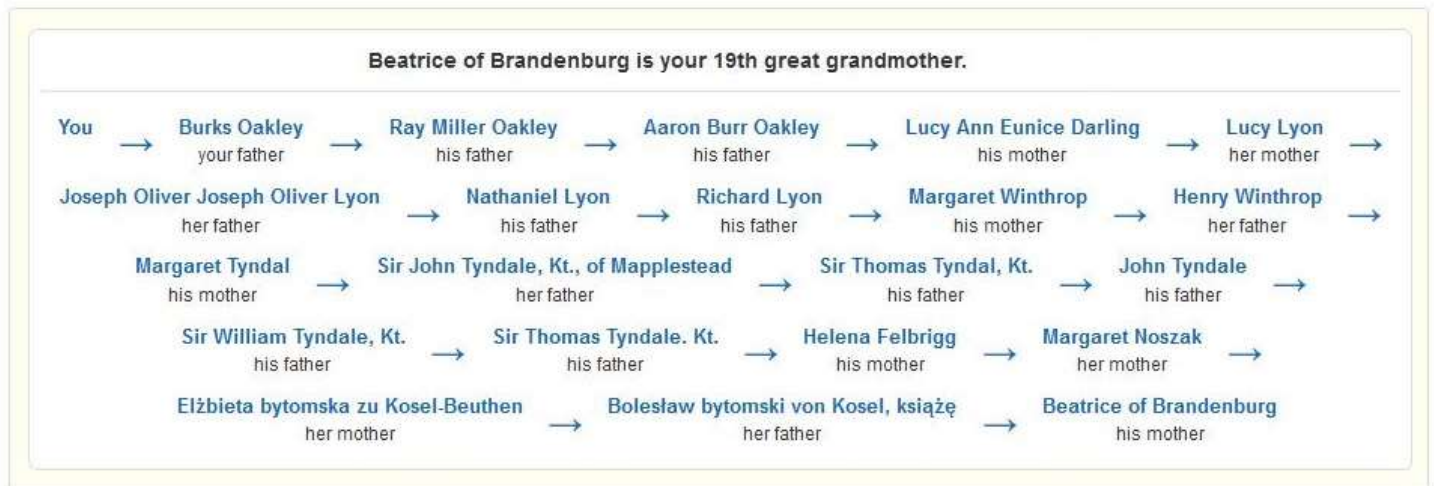 Beatrice of Brandenburg is your 19th great grandmother.
You → Burks Oakley → Ray Miller Oakley → Aaron Burr Oakley → Lucy Ann Eunice Darling → Lucy Lyon →
your father his father his father his mother her mother
Joseph Oliver Joseph Oliver Lyon → Nathaniel Lyon → Richard Lyon → Margaret Winthrop → Henry Winthrop →
her father his father his father his mother her father
Margaret Tyndal → Sir John Tyndale, Kt., of Mapplestead → Sir Thomas Tyndal, Kt. → John Tyndale →
his mother her father his father his father
Sir William Tyndale, Kt. → Sir Thomas Tyndale. Kt. → Helena Felbrigg → Margaret Noszak →
his father his father his mother her mother
Elżbieta bytomska zu Kosel-Beuthen → Bolesław bytomski von Kosel, książę → Beatrice of Brandenburg
her mother her father his mother